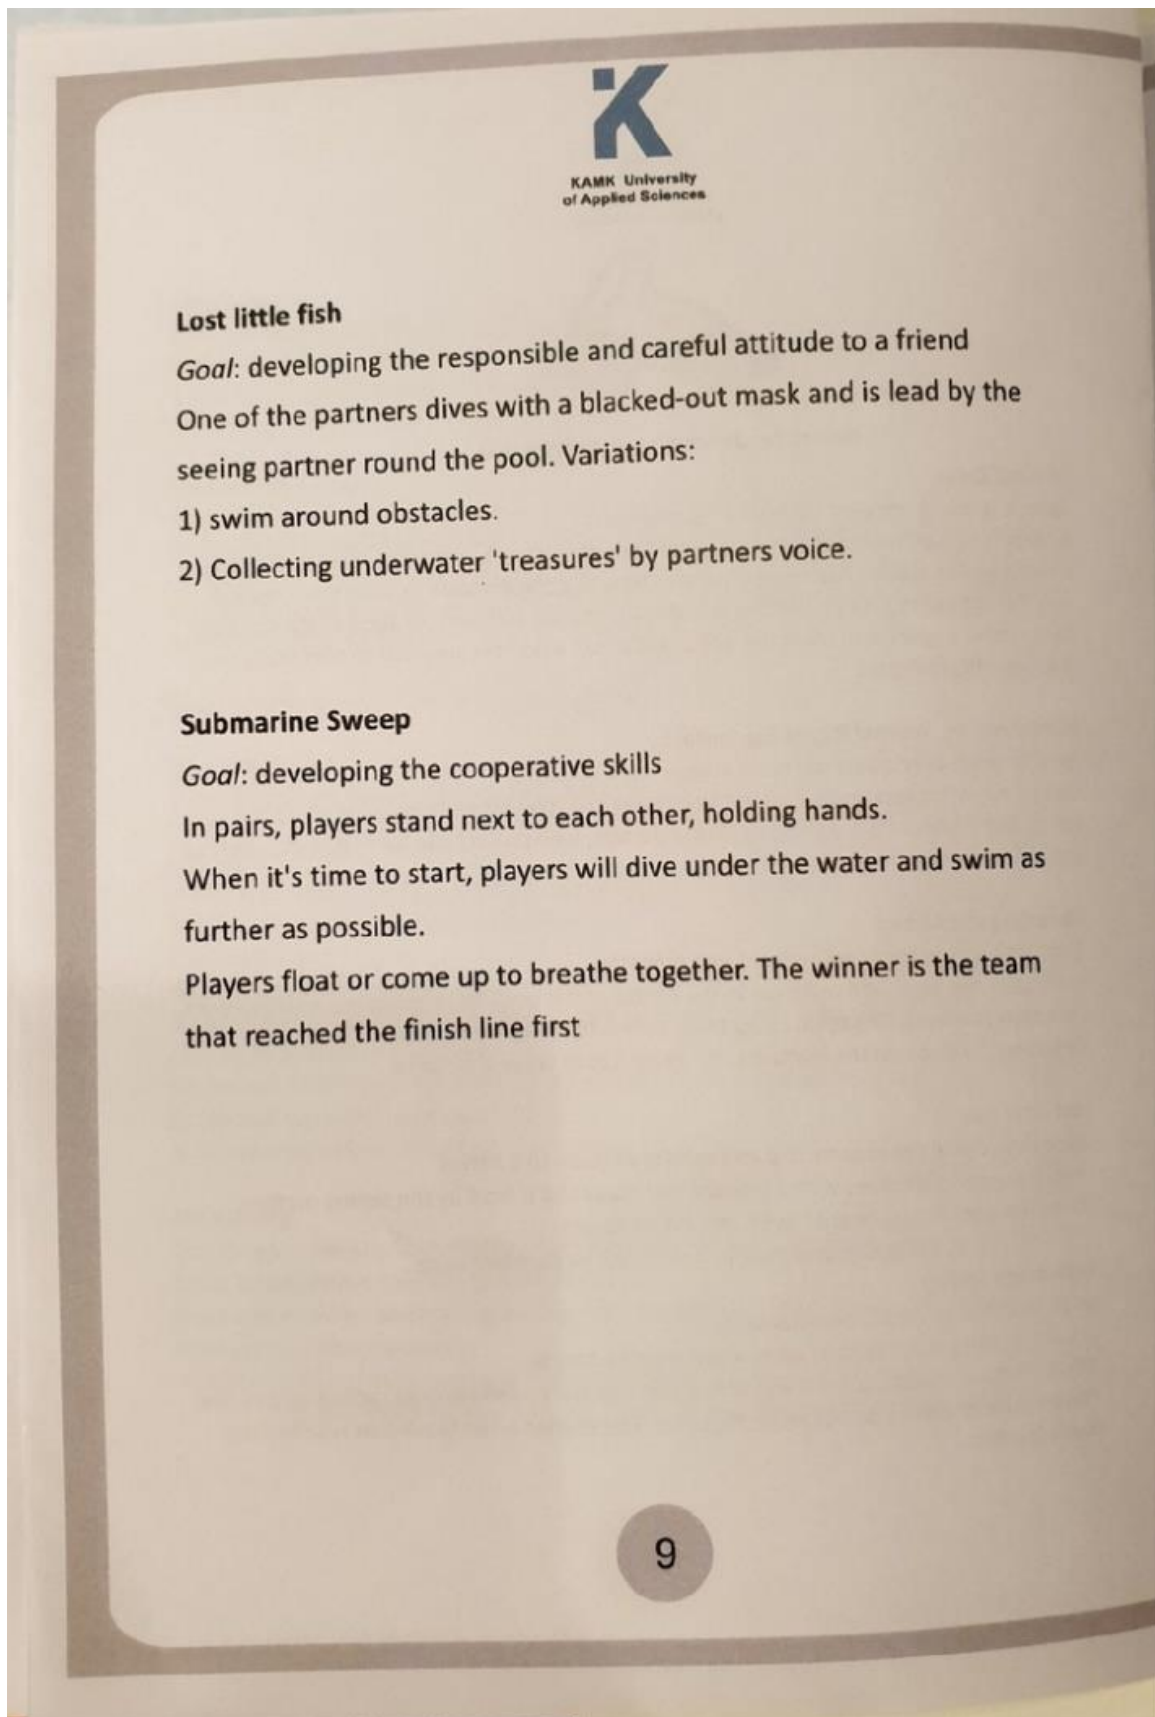 KAMK University
of Applied Sciences
Lost little fish
Goal: developing the responsible and careful attitude to a friend
One of the partners dives with a blacked-out mask and is lead by the
seeing partner round the pool. Variations:
1) swim around obstacles.
2) Collecting underwater 'treasures' by partners voice.
Submarine Sweep
Goal: developing the cooperative skills
In pairs, players stand next to each other, holding hands.
When it's time to start, players will dive under the water and swim as
further as possible.
Players float or come up to breathe together. The winner is the team
that reached the finish line first
9